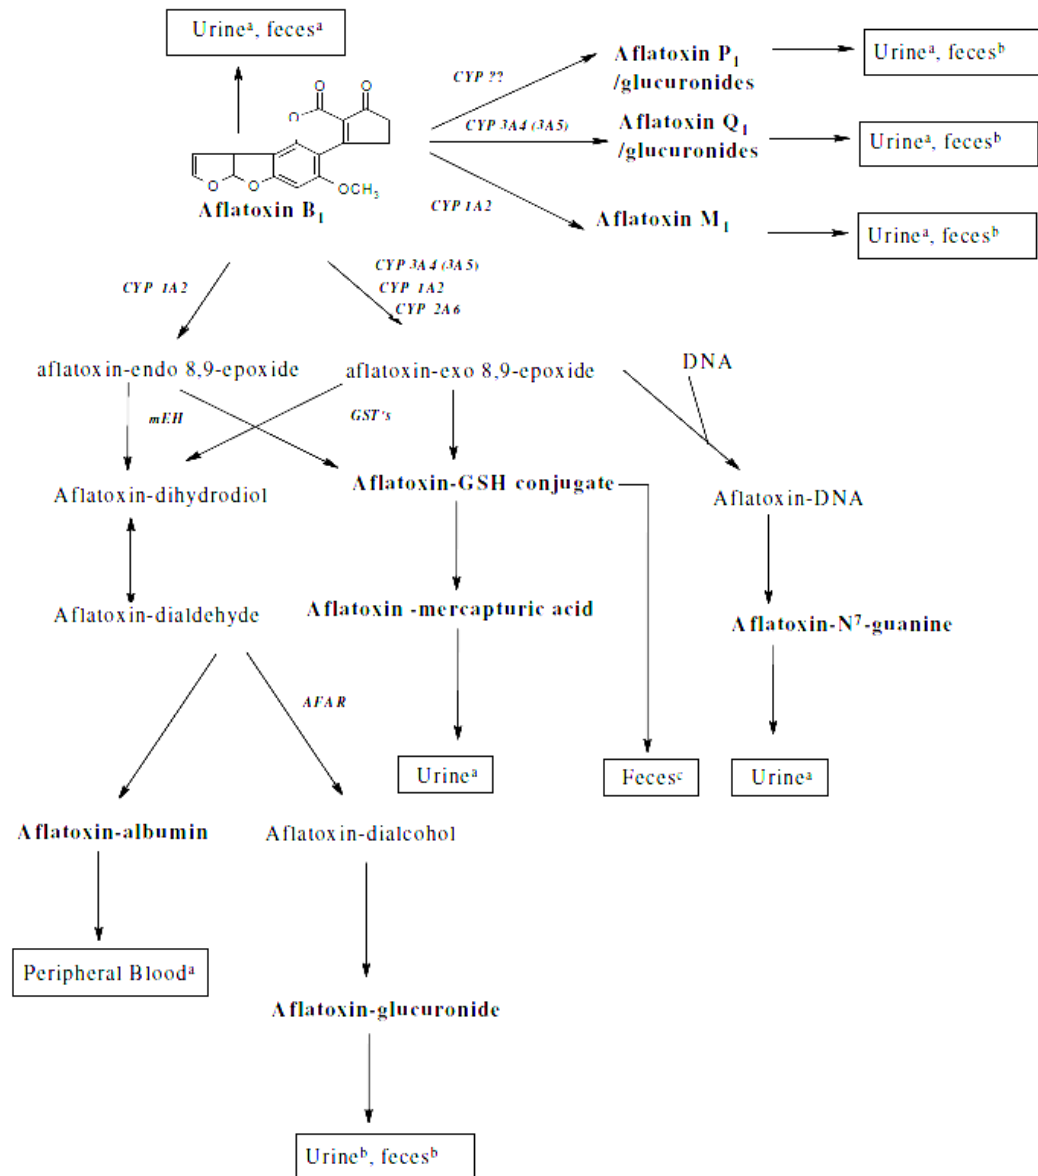 Urineᵃ, fecesᵃ
CYP ??
Aflatoxin P₁
/glucuronides
Urineᵃ, fecesᵇ
CYP 3A4 (3A5)
Aflatoxin Q₁
/glucuronides
Urineᵃ, fecesᵇ
O
O
O
O
O
OCH₃
Aflatoxin B₁
CYP 1A2
Aflatoxin M₁
Urineᵃ, fecesᵇ
CYP 1A2
CYP 3A4 (3A5)
CYP 1A2
CYP 2A6
aflatoxin-endo 8,9-epoxide
aflatoxin-exo 8,9-epoxide
DNA
mEH
GST's
Aflatoxin-dihydrodiol
Aflatoxin-GSH conjugate
Aflatoxin-DNA
Aflatoxin-dialdehyde
Aflatoxin -mercapturic acid
Aflatoxin-N⁷-guanine
AFAR
Urineᵃ
Fecesᶜ
Urineᵃ
Aflatoxin-albumin
Aflatoxin-dialcohol
Peripheral Bloodᵃ
Aflatoxin-glucuronide
Urineᵇ, fecesᵇ